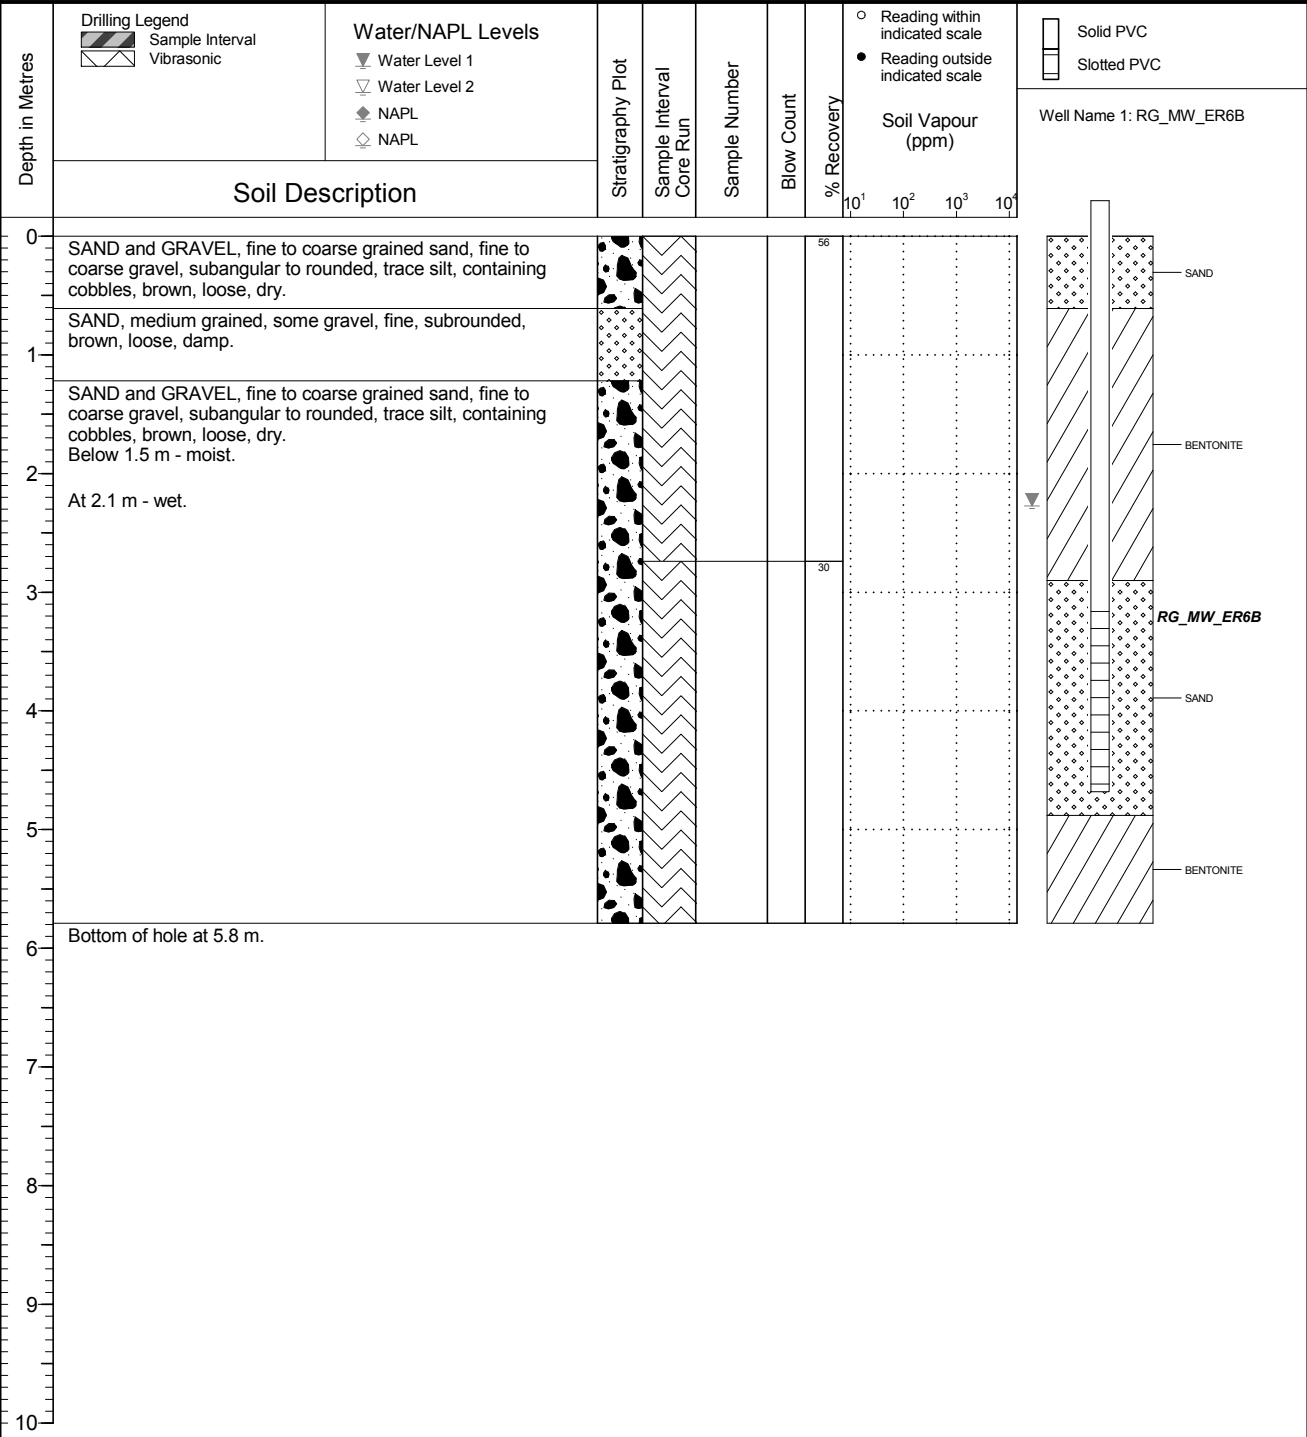 Depth in Metres
Drilling Legend
Sample Interval
Vibrasonic
Water/NAPL Levels
Water Level 1
Water Level 2
NAPL
NAPL
Soil Description
Stratigraphy Plot
Sample Interval
Core Run
Sample Number
Blow Count
% Recovery
Reading within
indicated scale
Reading outside
indicated scale
Soil Vapour
(ppm)
10¹ 10² 10³ 10⁴
Solid PVC
Slotted PVC
Well Name 1: RG_MW_ER6B
0
SAND and GRAVEL, fine to coarse grained sand, fine to
coarse gravel, subangular to rounded, trace silt, containing
cobbles, brown, loose, dry.
56
SAND
SAND, medium grained, some gravel, fine, subrounded,
brown, loose, damp.
1
SAND and GRAVEL, fine to coarse grained sand, fine to
coarse gravel, subangular to rounded, trace silt, containing
cobbles, brown, loose, dry.
Below 1.5 m - moist.
BENTONITE
2
At 2.1 m - wet.
30
3
RG_MW_ER6B
SAND
4
5
BENTONITE
Bottom of hole at 5.8 m.
6
7
8
9
10